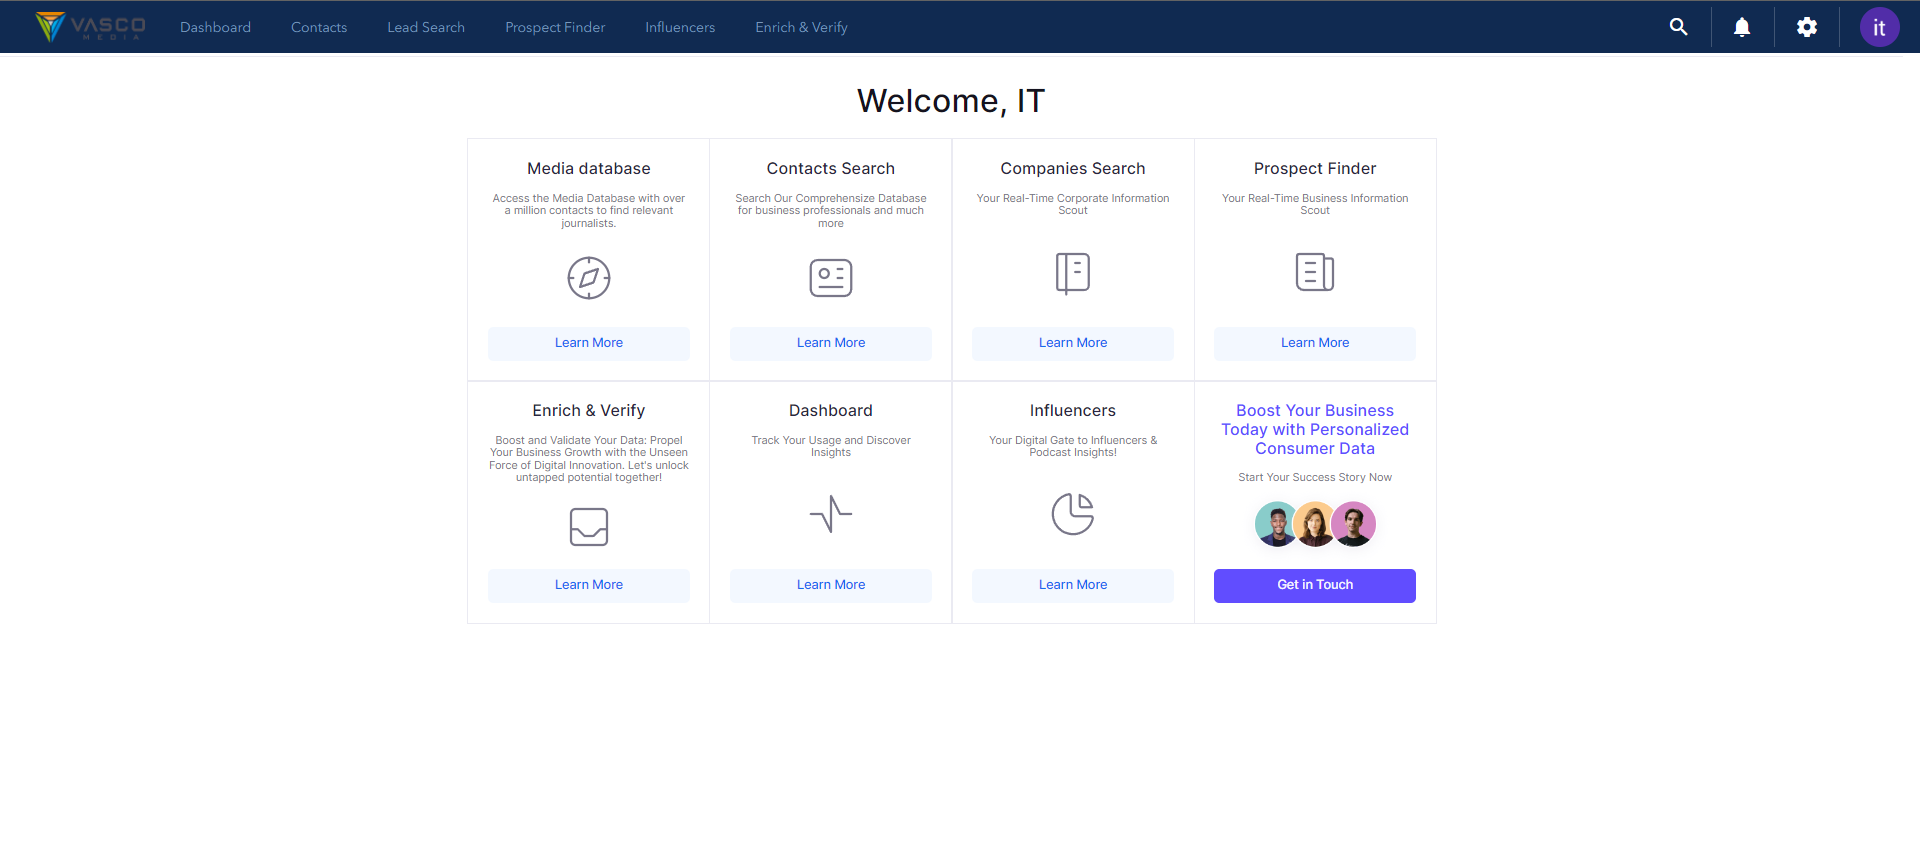 VASCO
MEDIA
Dashboard
Contacts
Lead Search
Prospect Finder
Influencers
Enrich & Verify
it
Welcome, IT
Media database
Access the Media Database with over
a million contacts to find relevant
journalists.
Learn More
Contacts Search
Search Our Comprehensize Database
for business professionals and much
more
Learn More
Companies Search
Your Real-Time Corporate Information
Scout
Learn More
Prospect Finder
Your Real-Time Business Information
Scout
Learn More
Enrich & Verify
Boost and Validate Your Data: Propel
Your Business Growth with the Unseen
Force of Digital Innovation. Let's unlock
untapped potential together!
Learn More
Dashboard
Track Your Usage and Discover
Insights
Learn More
Influencers
Your Digital Gate to Influencers &
Podcast Insights!
Learn More
Boost Your Business
Today with Personalized
Consumer Data
Start Your Success Story Now
Get in Touch